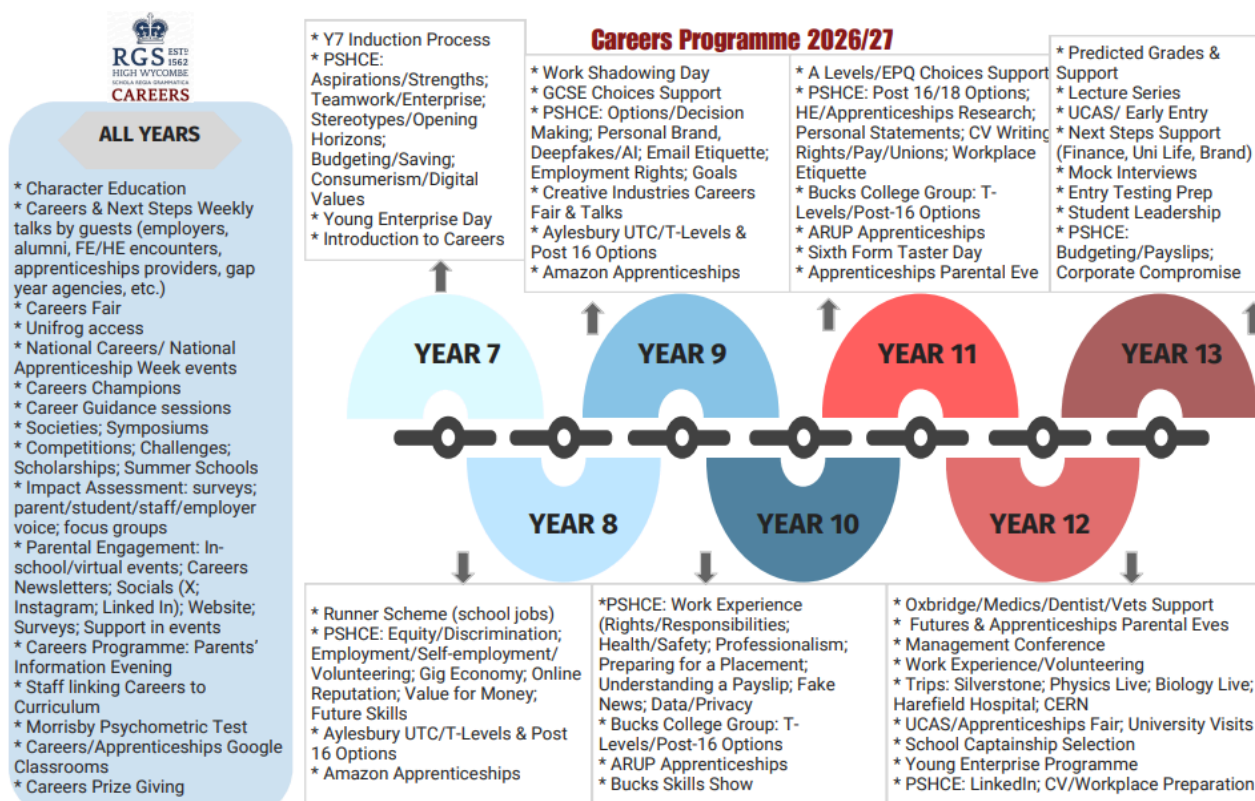 RGS ESTD
1562
HIGH WYCOMBE
SCHOLA REGIA GRAMMATICA
CAREERS
ALL YEARS
* Character Education
* Careers & Next Steps Weekly
talks by guests (employers,
alumni, FE/HE encounters,
apprenticeships providers, gap
year agencies, etc.)
* Careers Fair
* Unifrog access
* National Careers/ National
Apprenticeship Week events
* Careers Champions
* Career Guidance sessions
* Societies; Symposiums
* Competitions; Challenges;
Scholarships; Summer Schools
* Impact Assessment: surveys;
parent/student/staff/employer
voice; focus groups
* Parental Engagement: In-
school/virtual events; Careers
Newsletters; Socials (X;
Instagram; Linked In); Website;
Surveys; Support in events
* Careers Programme: Parents'
Information Evening
* Staff linking Careers to
Curriculum
* Morrisby Psychometric Test
* Careers/Apprenticeships Google
Classrooms
* Careers Prize Giving
Careers Programme 2026/27
* Y7 Induction Process
* PSHCE:
Aspirations/Strengths;
Teamwork/Enterprise;
Stereotypes/Opening
Horizons;
Budgeting/Saving;
Consumerism/Digital
Values
* Young Enterprise Day
* Introduction to Careers
* Work Shadowing Day
* GCSE Choices Support
* PSHCE: Options/Decision
Making; Personal Brand,
Deepfakes/AI; Email Etiquette;
Employment Rights; Goals
* Creative Industries Careers
Fair & Talks
* Aylesbury UTC/T-Levels &
Post 16 Options
* Amazon Apprenticeships
* A Levels/EPQ Choices Support
* PSHCE: Post 16/18 Options;
HE/Apprenticeships Research;
Personal Statements; CV Writing
Rights/Pay/Unions; Workplace
Etiquette
* Bucks College Group: T-
Levels/Post-16 Options
* ARUP Apprenticeships
* Sixth Form Taster Day
* Apprenticeships Parental Eve
* Predicted Grades &
Support
* Lecture Series
* UCAS/ Early Entry
* Next Steps Support
(Finance, Uni Life, Brand)
* Mock Interviews
* Entry Testing Prep
* Student Leadership
* PSHCE:
Budgeting/Payslips;
Corporate Compromise
YEAR 7
YEAR 9
YEAR 11
YEAR 13
YEAR 8
YEAR 10
YEAR 12
* Runner Scheme (school jobs)
* PSHCE: Equity/Discrimination;
Employment/Self-employment/
Volunteering; Gig Economy; Online
Reputation; Value for Money;
Future Skills
* Aylesbury UTC/T-Levels & Post
16 Options
* Amazon Apprenticeships
*PSHCE: Work Experience
(Rights/Responsibilities;
Health/Safety; Professionalism;
Preparing for a Placement;
Understanding a Payslip; Fake
News; Data/Privacy
* Bucks College Group: T-
Levels/Post-16 Options
* ARUP Apprenticeships
* Bucks Skills Show
* Oxbridge/Medics/Dentist/Vets Support
* Futures & Apprenticeships Parental Eves
* Management Conference
* Work Experience/Volunteering
* Trips: Silverstone; Physics Live; Biology Live;
Harefield Hospital; CERN
* UCAS/Apprenticeships Fair; University Visits
* School Captainship Selection
* Young Enterprise Programme
* PSHCE: LinkedIn; CV/Workplace Preparation